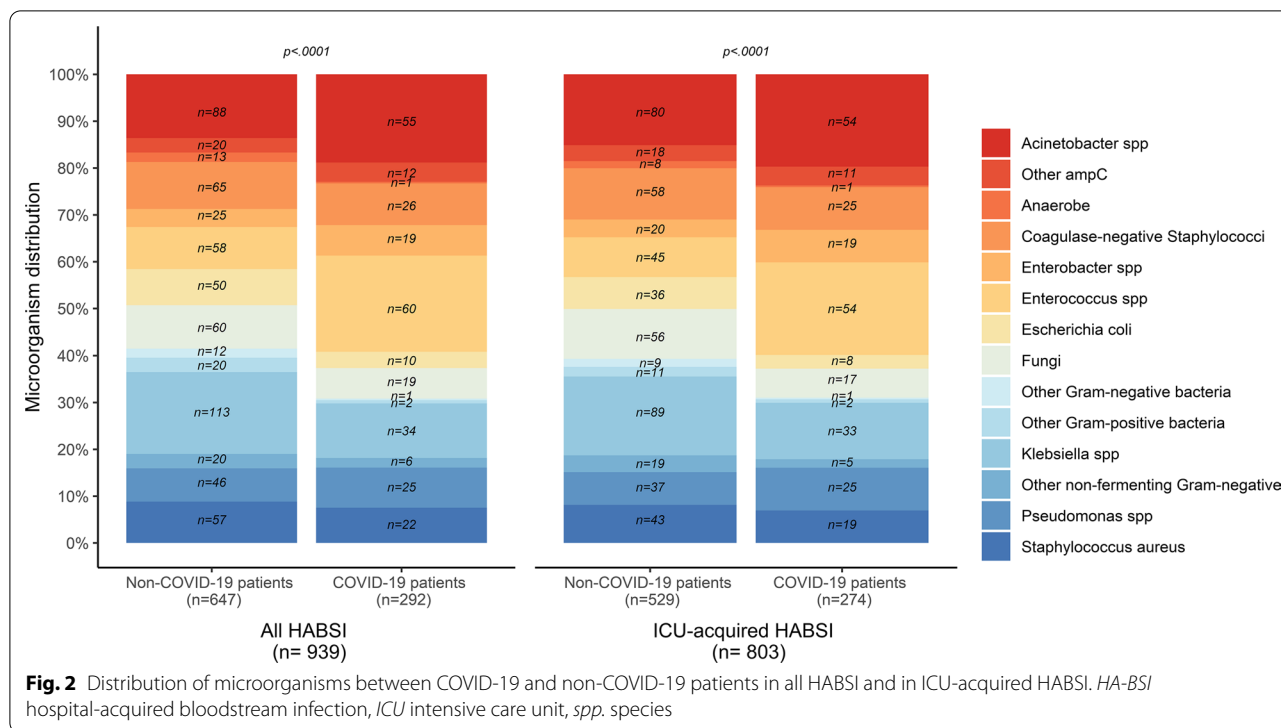 p<.0001
p<.0001
Microorganism distribution
100%
90%
80%
70%
60%
50%
40%
30%
20%
10%
0%
n=88
n=20
n=13
n=65
n=25
n=58
n=50
n=60
n=12
n=20
n=113
n=20
n=46
n=57
n=55
n=12
n=1
n=26
n=19
n=60
n=10
n=19
n=1
n=2
n=34
n=6
n=25
n=22
n=80
n=18
n=8
n=58
n=20
n=45
n=36
n=56
n=9
n=11
n=89
n=19
n=37
n=43
n=54
n=11
n=1
n=25
n=19
n=54
n=8
n=17
n=1
n=2
n=33
n=5
n=25
n=19
Non-COVID-19 patients
(n=647)
COVID-19 patients
(n=292)
Non-COVID-19 patients
(n=529)
COVID-19 patients
(n=274)
All HABSI
(n= 939)
ICU-acquired HABSI
(n= 803)
Acinetobacter spp
Other ampC
Anaerobe
Coagulase-negative Staphylococci
Enterobacter spp
Enterococcus spp
Escherichia coli
Fungi
Other Gram-negative bacteria
Other Gram-positive bacteria
Klebsiella spp
Other non-fermenting Gram-negative
Pseudomonas spp
Staphylococcus aureus
Fig. 2 Distribution of microorganisms between COVID-19 and non-COVID-19 patients in all HABSI and in ICU-acquired HABSI. HA-BSI
hospital-acquired bloodstream infection, ICU intensive care unit, spp. species